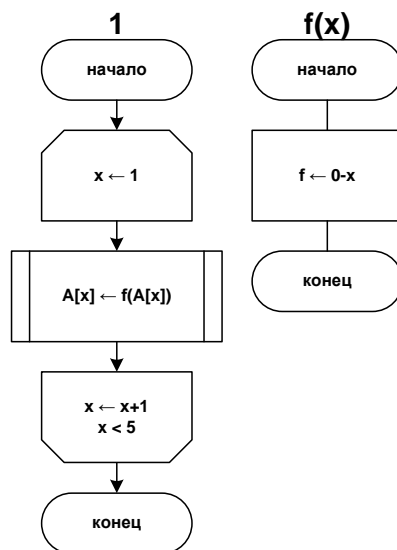 1
начало
x ← 1
A[x] ← f(A[x])
x ← x+1
x < 5
конец
f(x)
начало
f ← 0-x
конец